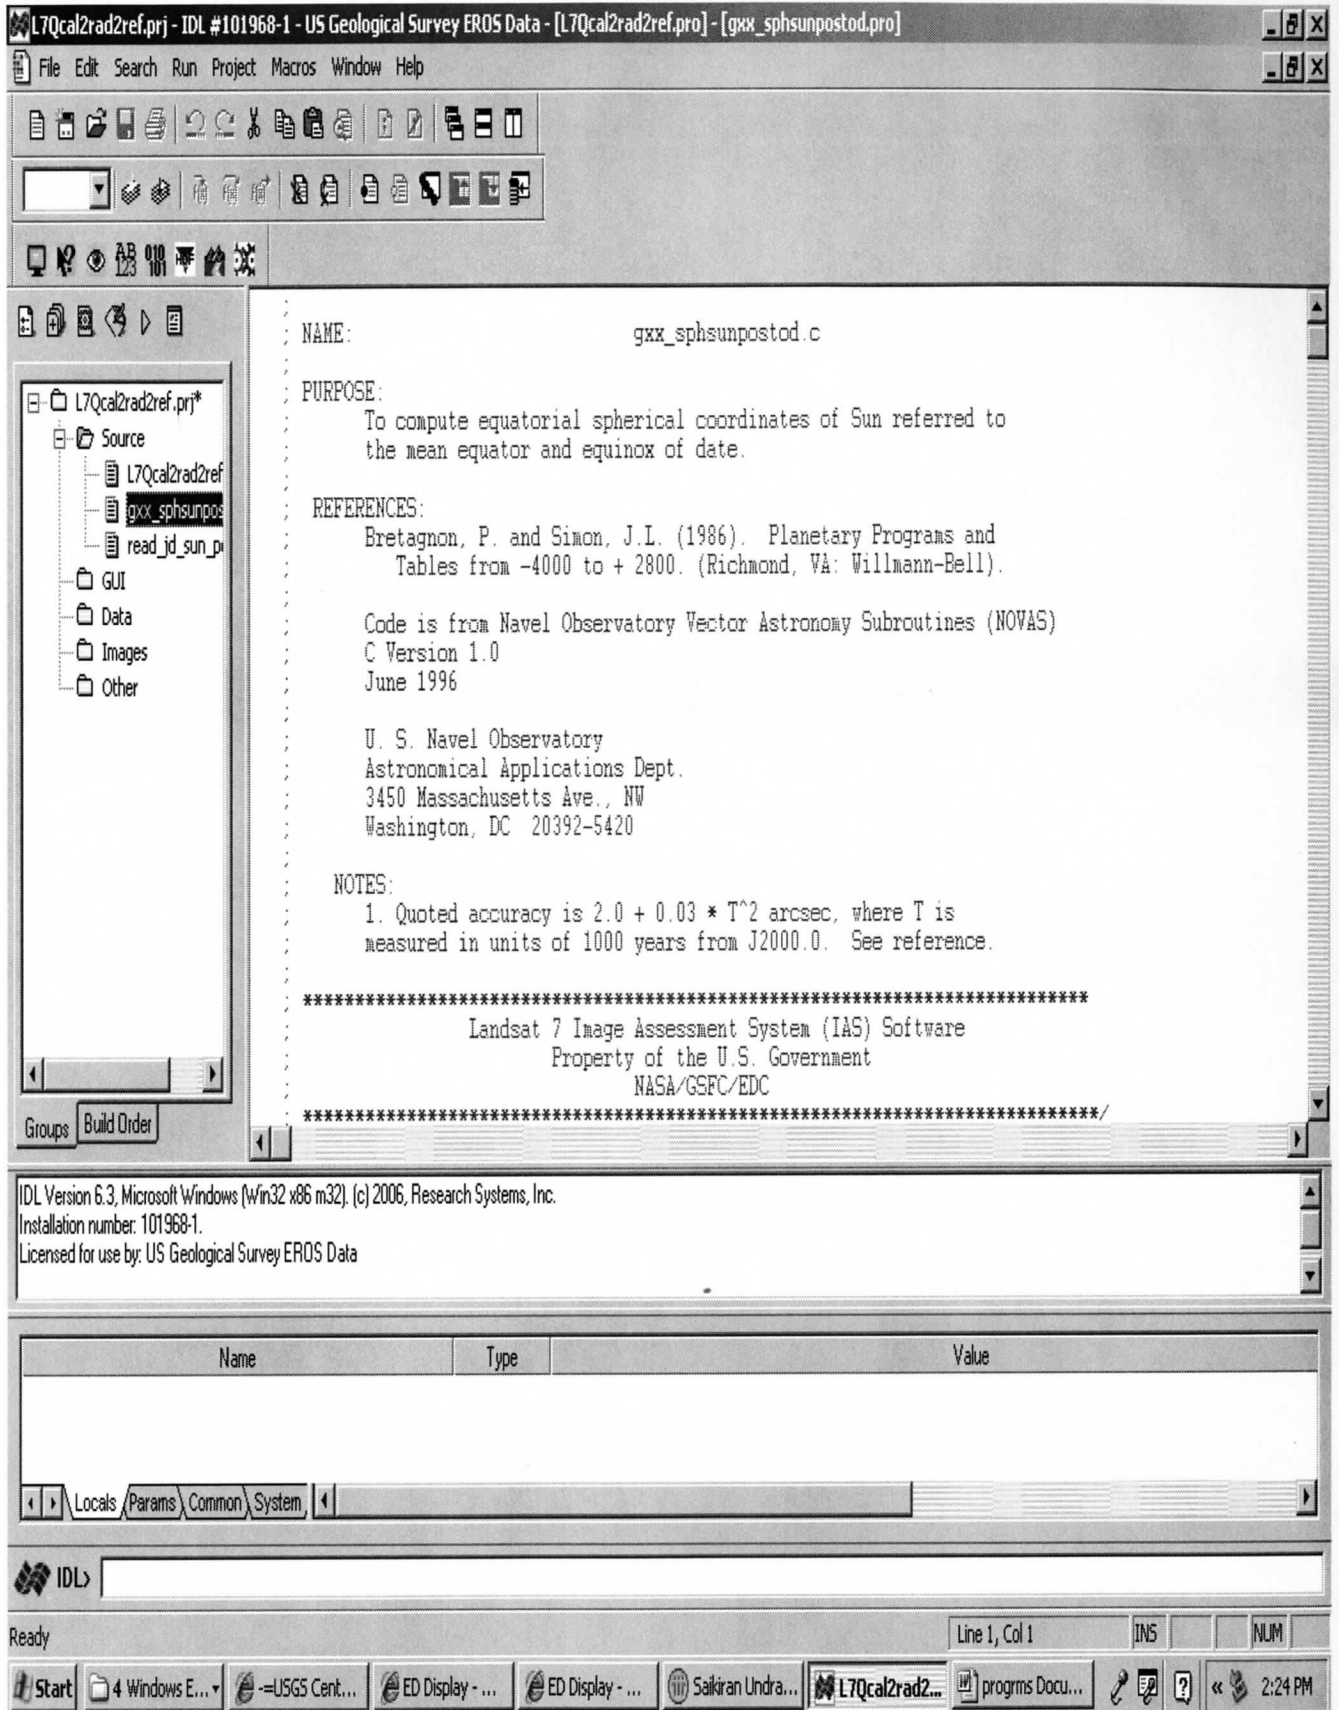 L7Qcal2rad2ref.prj - IDL #101968-1 - US Geological Survey EROS Data - [L7Qcal2rad2ref.pro] - [gxx_sphsunpostod.pro]
File Edit Search Run Project Macros Window Help
AB
123
010
101
; NAME: gxx_sphsunpostod.c
;
; PURPOSE:
; To compute equatorial spherical coordinates of Sun referred to
; the mean equator and equinox of date.
;
; REFERENCES:
; Bretagnon, P. and Simon, J.L. (1986). Planetary Programs and
; Tables from -4000 to + 2800. (Richmond, VA: Willmann-Bell).
;
; Code is from Navel Observatory Vector Astronomy Subroutines (NOVAS)
; C Version 1.0
; June 1996
;
; U. S. Navel Observatory
; Astronomical Applications Dept.
; 3450 Massachusetts Ave., NW
; Washington, DC 20392-5420
;
; NOTES:
; 1. Quoted accuracy is 2.0 + 0.03 * T^2 arcsec, where T is
; measured in units of 1000 years from J2000.0. See reference.
;
; ****************************************************************************
; Landsat 7 Image Assessment System (IAS) Software
; Property of the U.S. Government
; NASA/GSFC/EDC
; *****************************************************************************/
L7Qcal2rad2ref.prj*
Source
L7Qcal2rad2ref
gxx_sphsunpos
read_jd_sun_p
GUI
Data
Images
Other
Groups Build Order
IDL Version 6.3, Microsoft Windows (Win32 x86 m32). (c) 2006, Research Systems, Inc.
Installation number: 101968-1.
Licensed for use by: US Geological Survey EROS Data
Name Type Value
Locals Params Common System
IDL>
Ready Line 1, Col 1 INS NUM
Start 4 Windows E... -=USGS Cent... ED Display - ... ED Display - ... Saikiran Undra... L7Qcal2rad2... progrms Docu... « 2:24 PM